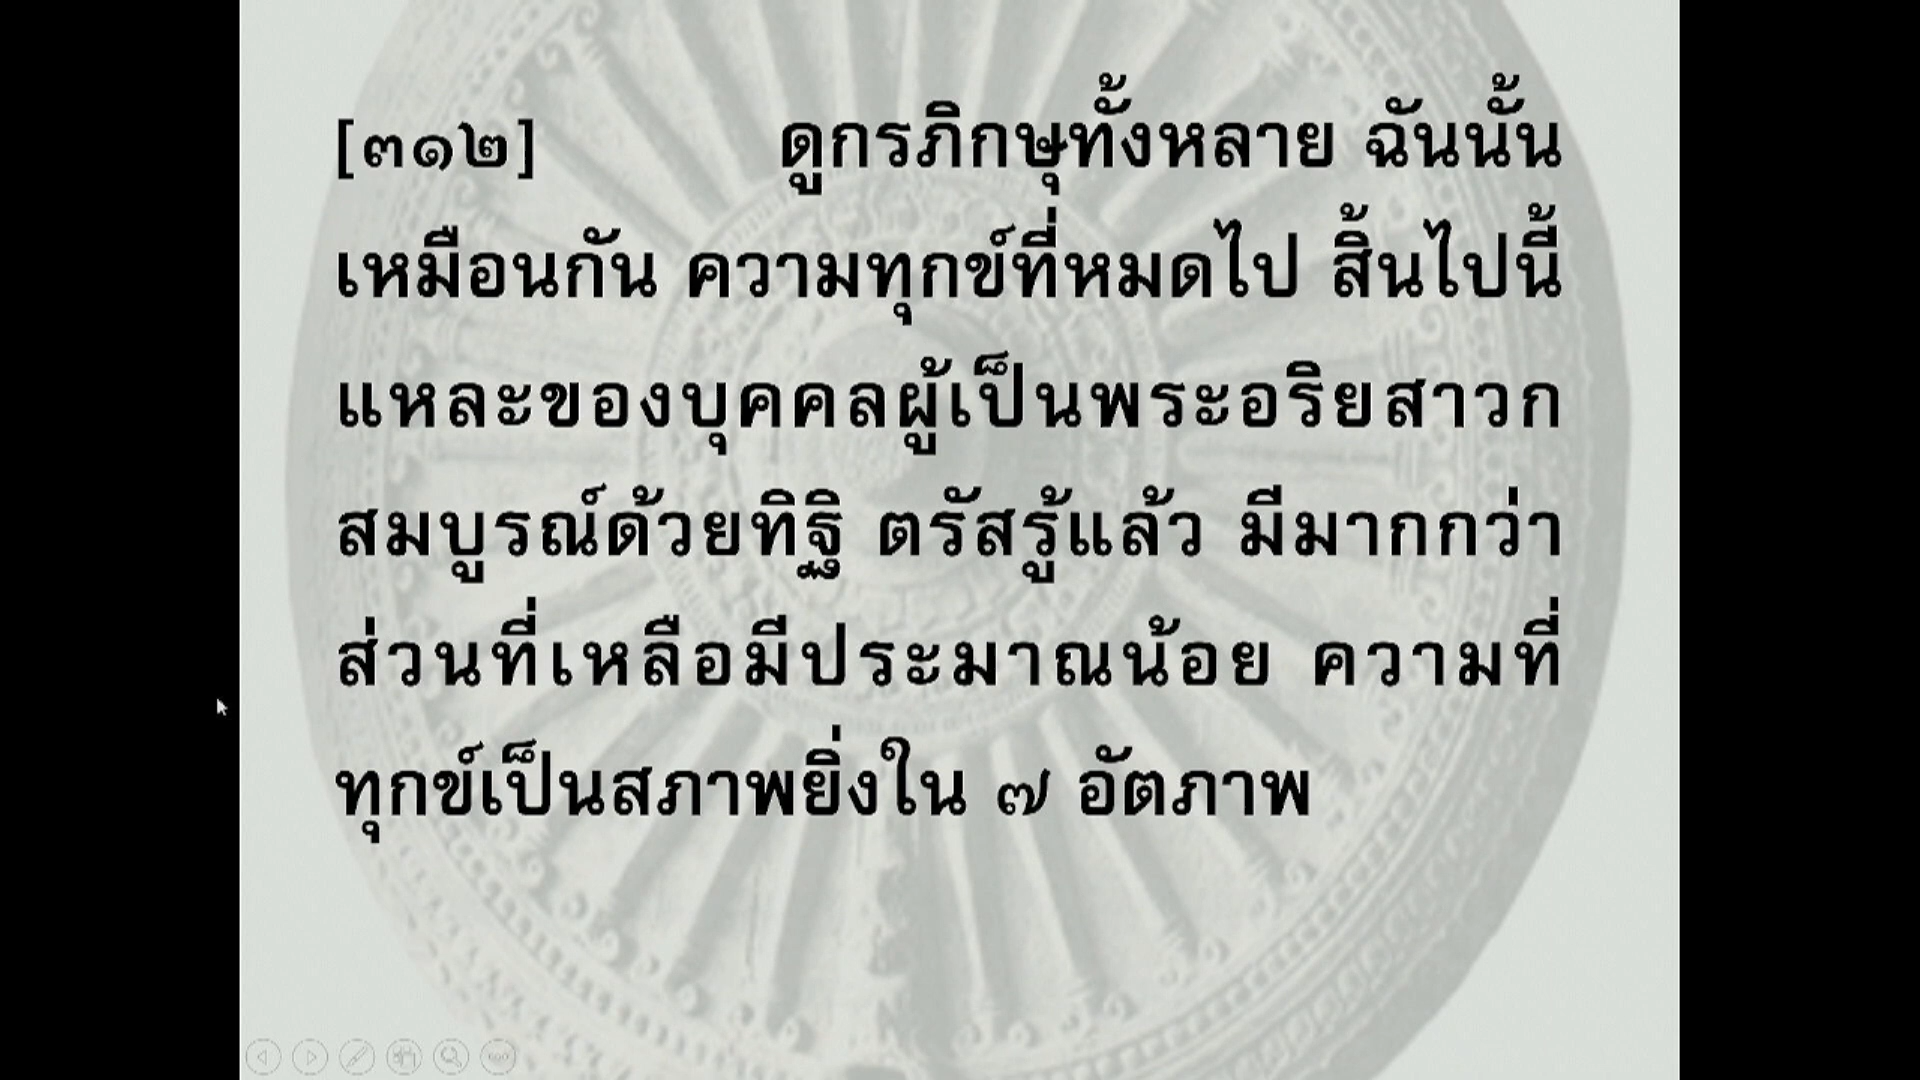 [๓๑๒] ดูกรภิกษุทั้งหลาย ฉันนั้น
เหมือนกัน ความทุกข์ที่หมดไป สิ้นไปนี้
แหละของบุคคลผู้เป็นพระอริยสาวก
สมบูรณ์ด้วยทิฐิ ตรัสรู้แล้ว มีมากกว่า
ส่วนที่เหลือมีประมาณน้อย ความที่
ทุกข์เป็นสภาพยิ่งใน ๗ อัตภาพ